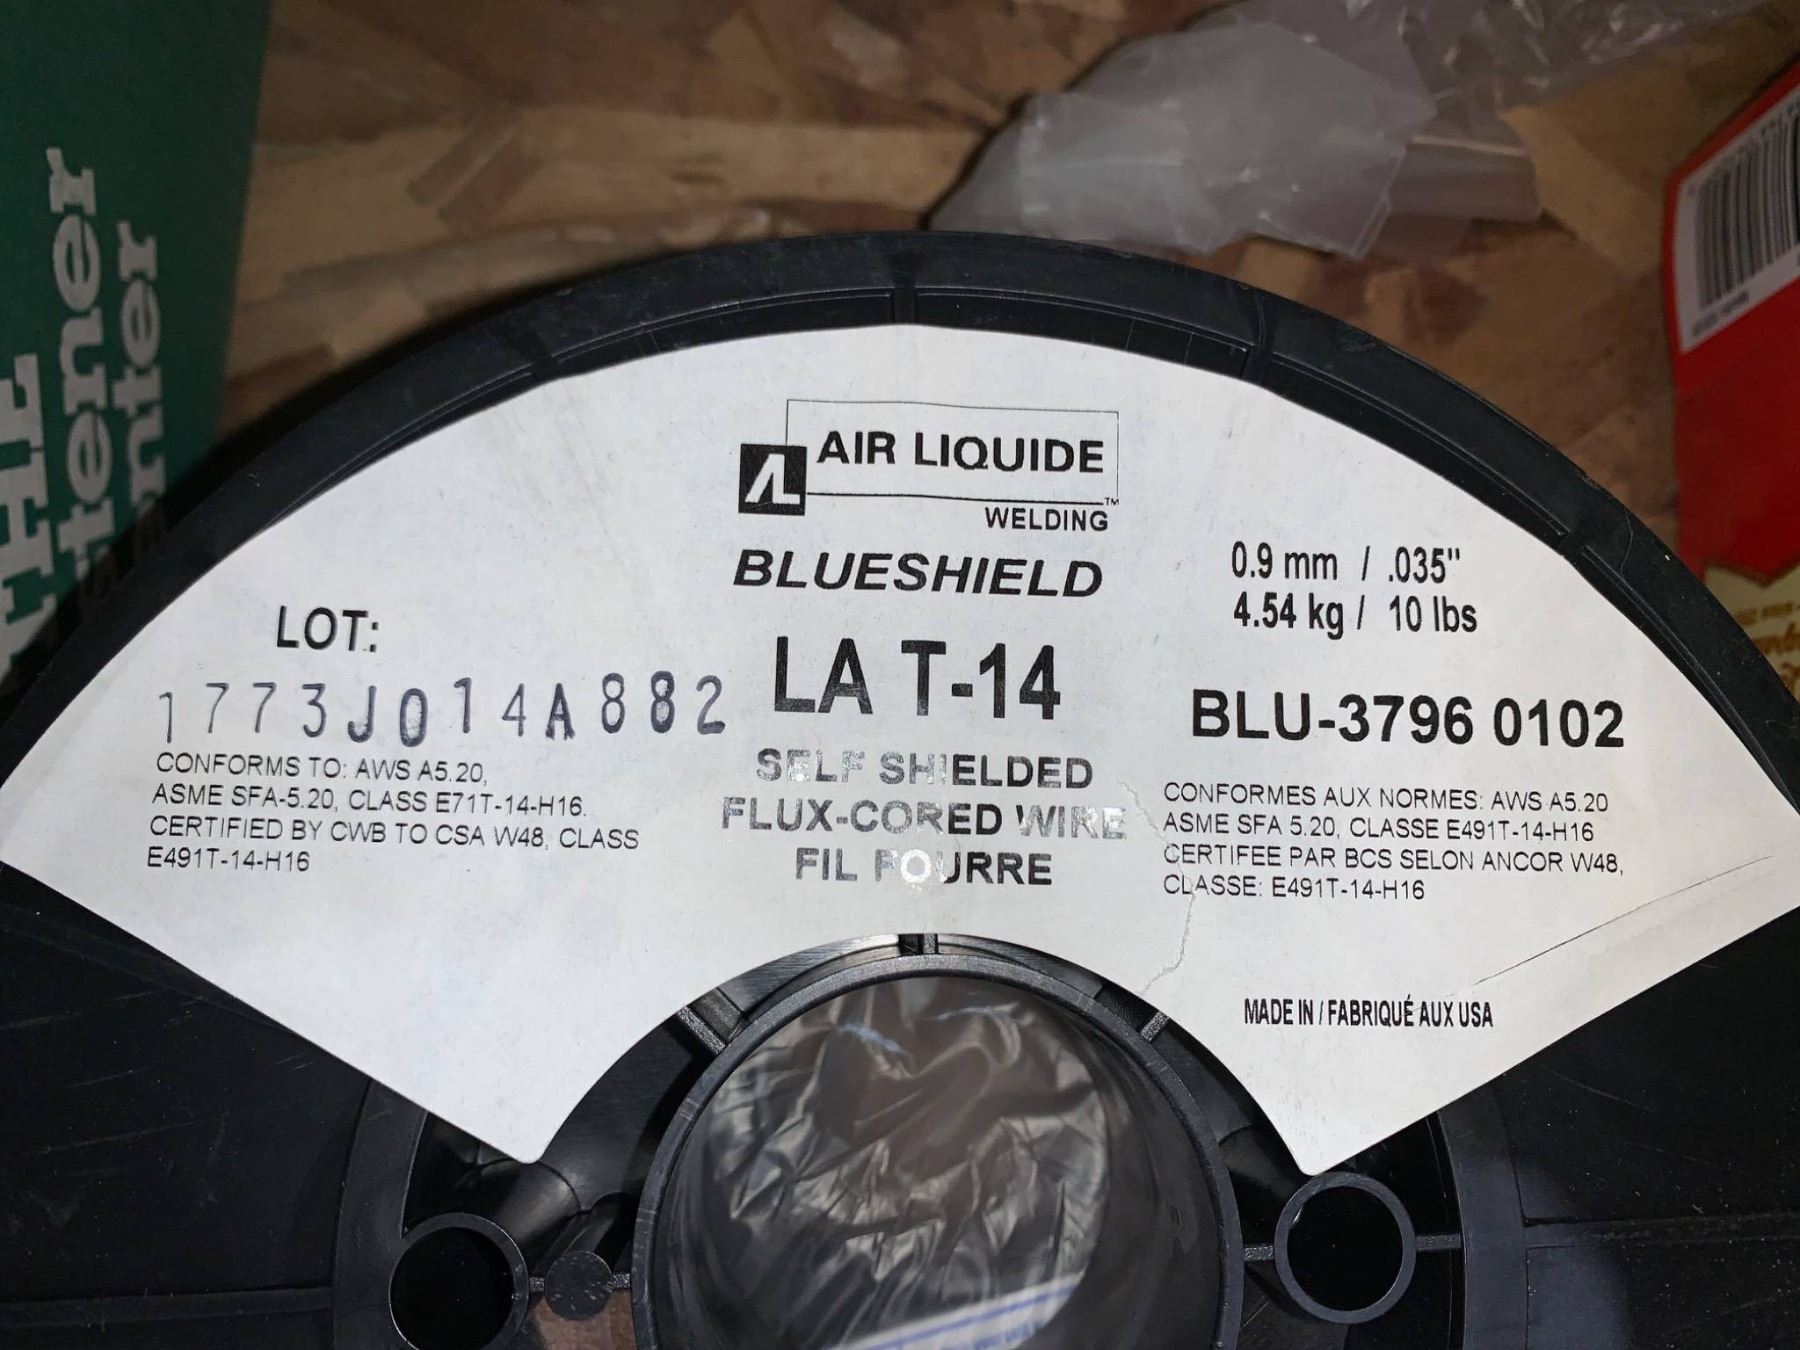 AIR LIQUIDE
WELDING™
BLUESHIELD
LA T-14
SELF SHIELDED
FLUX-CORED WIRE
FIL FOURRE
LOT:
1773J014A882
CONFORMS TO: AWS A5.20,
ASME SFA-5.20, CLASS E71T-14-H16.
CERTIFIED BY CWB TO CSA W48, CLASS
E491T-14-H16
0.9 mm / .035"
4.54 kg / 10 lbs
BLU-3796 0102
CONFORMES AUX NORMES: AWS A5.20
ASME SFA 5.20, CLASSE E491T-14-H16
CERTIFEE PAR BCS SELON ANCOR W48,
CLASSE: E491T-14-H16
MADE IN / FABRIQUÉ AUX USA